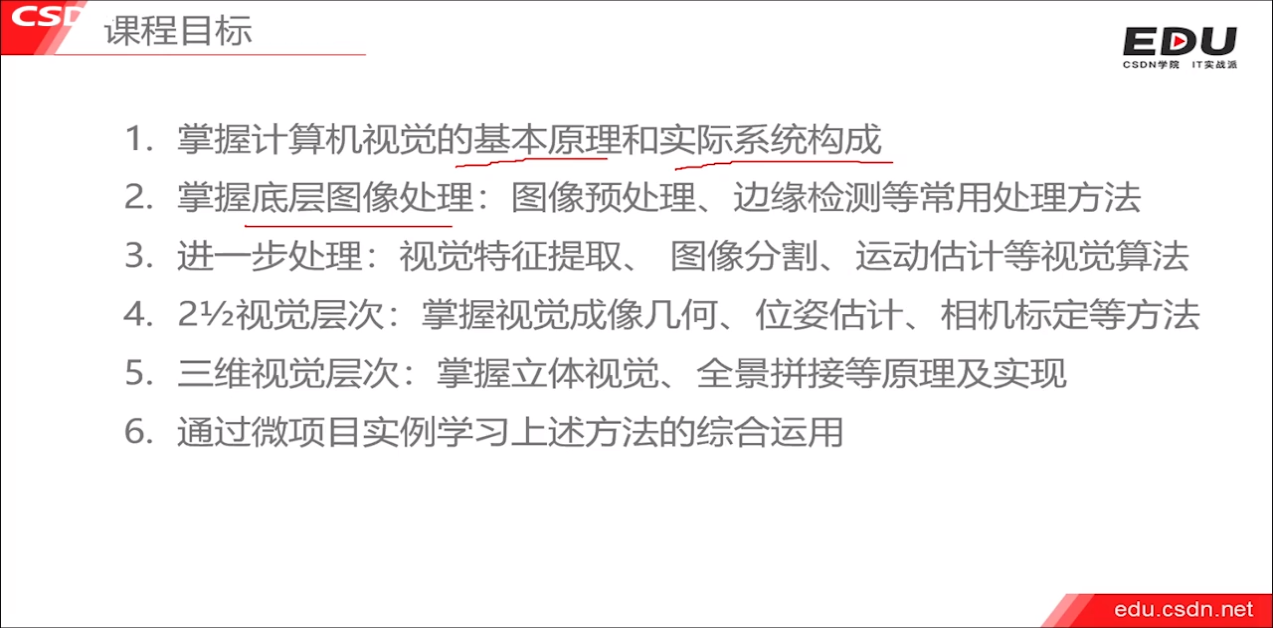 CSD
课程目标
EDU
CSDN学院 IT实战派
1. 掌握计算机视觉的基本原理和实际系统构成
2. 掌握底层图像处理：图像预处理、边缘检测等常用处理方法
3. 进一步处理：视觉特征提取、 图像分割、运动估计等视觉算法
4. 2½视觉层次：掌握视觉成像几何、位姿估计、相机标定等方法
5. 三维视觉层次：掌握立体视觉、全景拼接等原理及实现
6. 通过微项目实例学习上述方法的综合运用
edu.csdn.net